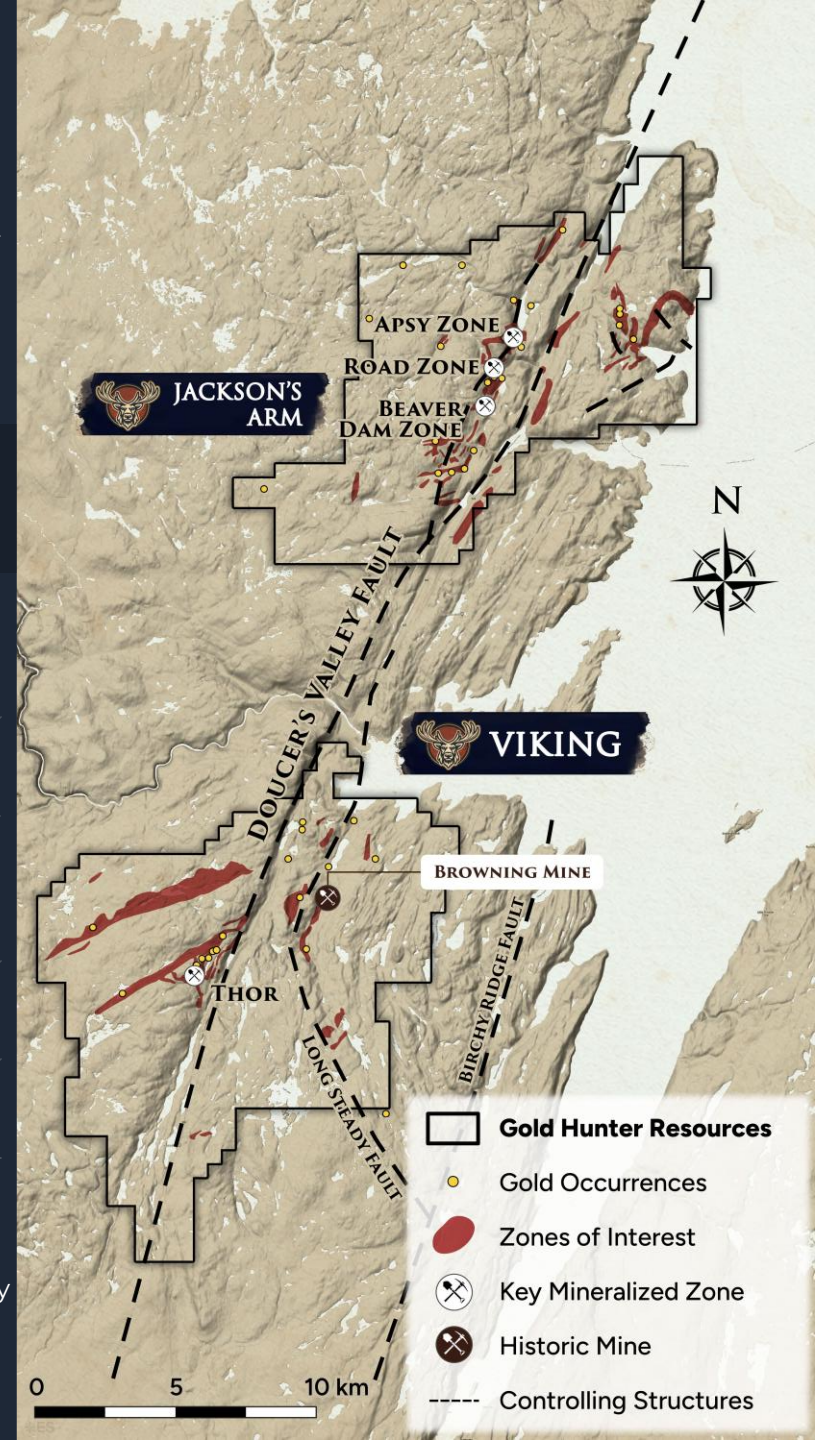 APSY ZONE
ROAD ZONE
JACKSON'S
ARM
BEAVER
DAM ZONE
N
DOUCER'S VALLEY FAULT
VIKING
BROWNING MINE
THOR
BIRCHY RIDGE FAULT
LONG STEADY FAULT
Gold Hunter Resources
Gold Occurrences
Zones of Interest
Key Mineralized Zone
Historic Mine
Controlling Structures
0 5 10 km
y